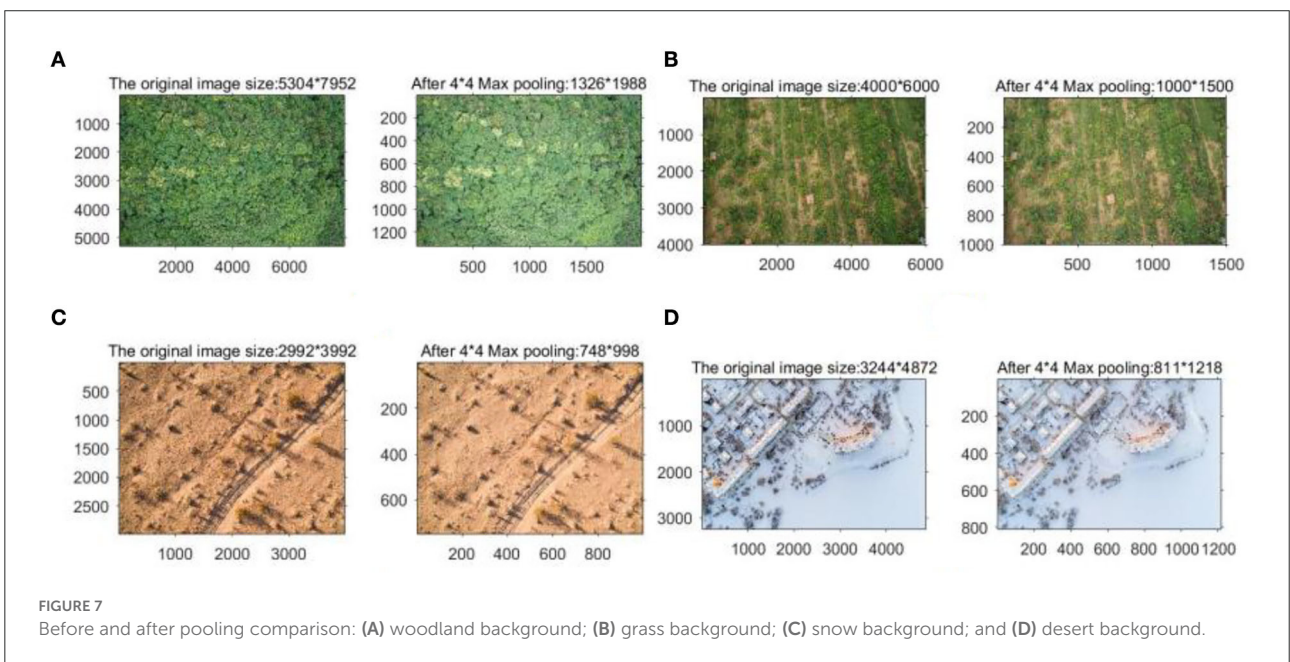 A
The original image size:5304*7952
After 4*4 Max pooling:1326*1988
1000
2000
3000
4000
5000
2000 4000 6000
200
400
600
800
1000
1200
500 1000 1500
B
The original image size:4000*6000
After 4*4 Max pooling:1000*1500
1000
2000
3000
4000
2000 4000 6000
200
400
600
800
1000
500 1000 1500
C
The original image size:2992*3992
After 4*4 Max pooling:748*998
500
1000
1500
2000
2500
1000 2000 3000
200
400
600
200 400 600 800
D
The original image size:3244*4872
After 4*4 Max pooling:811*1218
1000
2000
3000
1000 2000 3000 4000
200
400
600
800
200 400 600 800 1000 1200
FIGURE 7
Before and after pooling comparison: (A) woodland background; (B) grass background; (C) snow background; and (D) desert background.